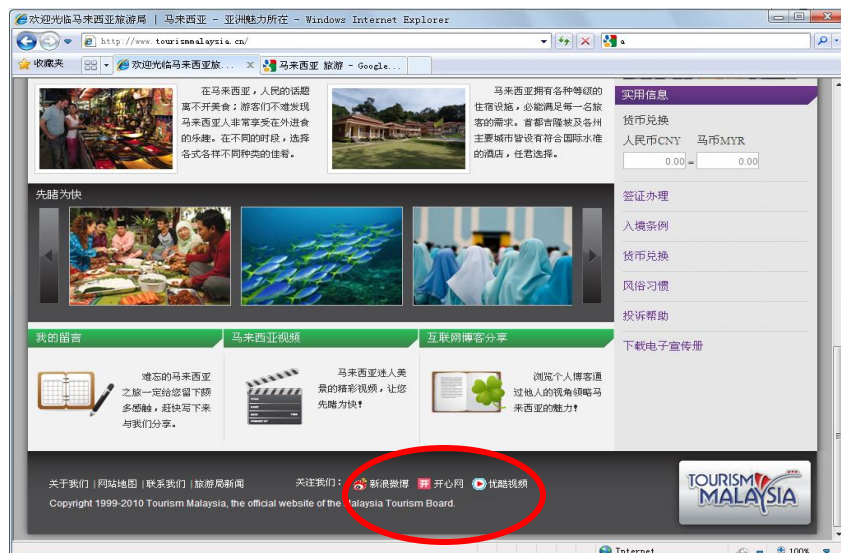 欢迎光临马来西亚旅游局 | 马来西亚 - 亚洲魅力所在 - Windows Internet Explorer
http://www.tourismmalaysia.cn/
a
收藏夹
欢迎光临马来西亚旅... x
马来西亚 旅游 - Google...
在马来西亚，人民的话题
离不开美食；游客们不难发现
马来西亚人非常享受在外进食
的乐趣。在不同的时段，选择
各式各样不同种类的佳肴。
马来西亚拥有各种等级的
住宿设施，必能满足每一名旅
客的需求。首都吉隆坡及各州
主要城市皆设有符合国际水准
的酒店，任君选择。
实用信息
货币兑换
人民币CNY 马币MYR
0.00 = 0.00
签证办理
入境条例
货币兑换
风俗习惯
投诉帮助
下载电子宣传册
先睹为快
我的留言
难忘的马来西亚
之旅一定给您留下颇
多感触，赶快写下来
与我们分享。
马来西亚视频
马来西亚迷人美
景的精彩视频，让您
先睹为快！
互联网博客分享
浏览个人博客通
过他人的视角领略马
来西亚的魅力！
关于我们 | 网站地图 | 联系我们 | 旅游局新闻
关注我们： 新浪微博 开 开心网 优酷视频
Copyright 1999-2010 Tourism Malaysia, the official website of the Malaysia Tourism Board.
TOURISM
MALAYSIA
Internet
100%